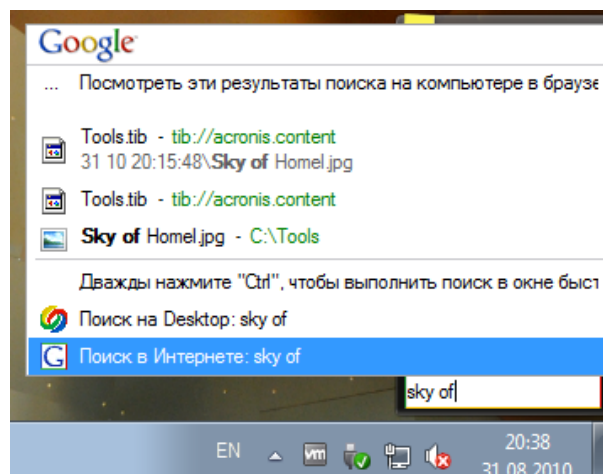 Google
... Посмотреть эти результаты поиска на компьютере в браузе
Tools.tib - tib://acronis.content
31 10 20:15:48\Sky of Homel.jpg
Tools.tib - tib://acronis.content
Sky of Homel.jpg - C:\Tools
Дважды нажмите "Ctrl", чтобы выполнить поиск в окне быст
Поиск на Desktop: sky of
G Поиск в Интернете: sky of
sky of
EN vm 20:38
31.08.2010